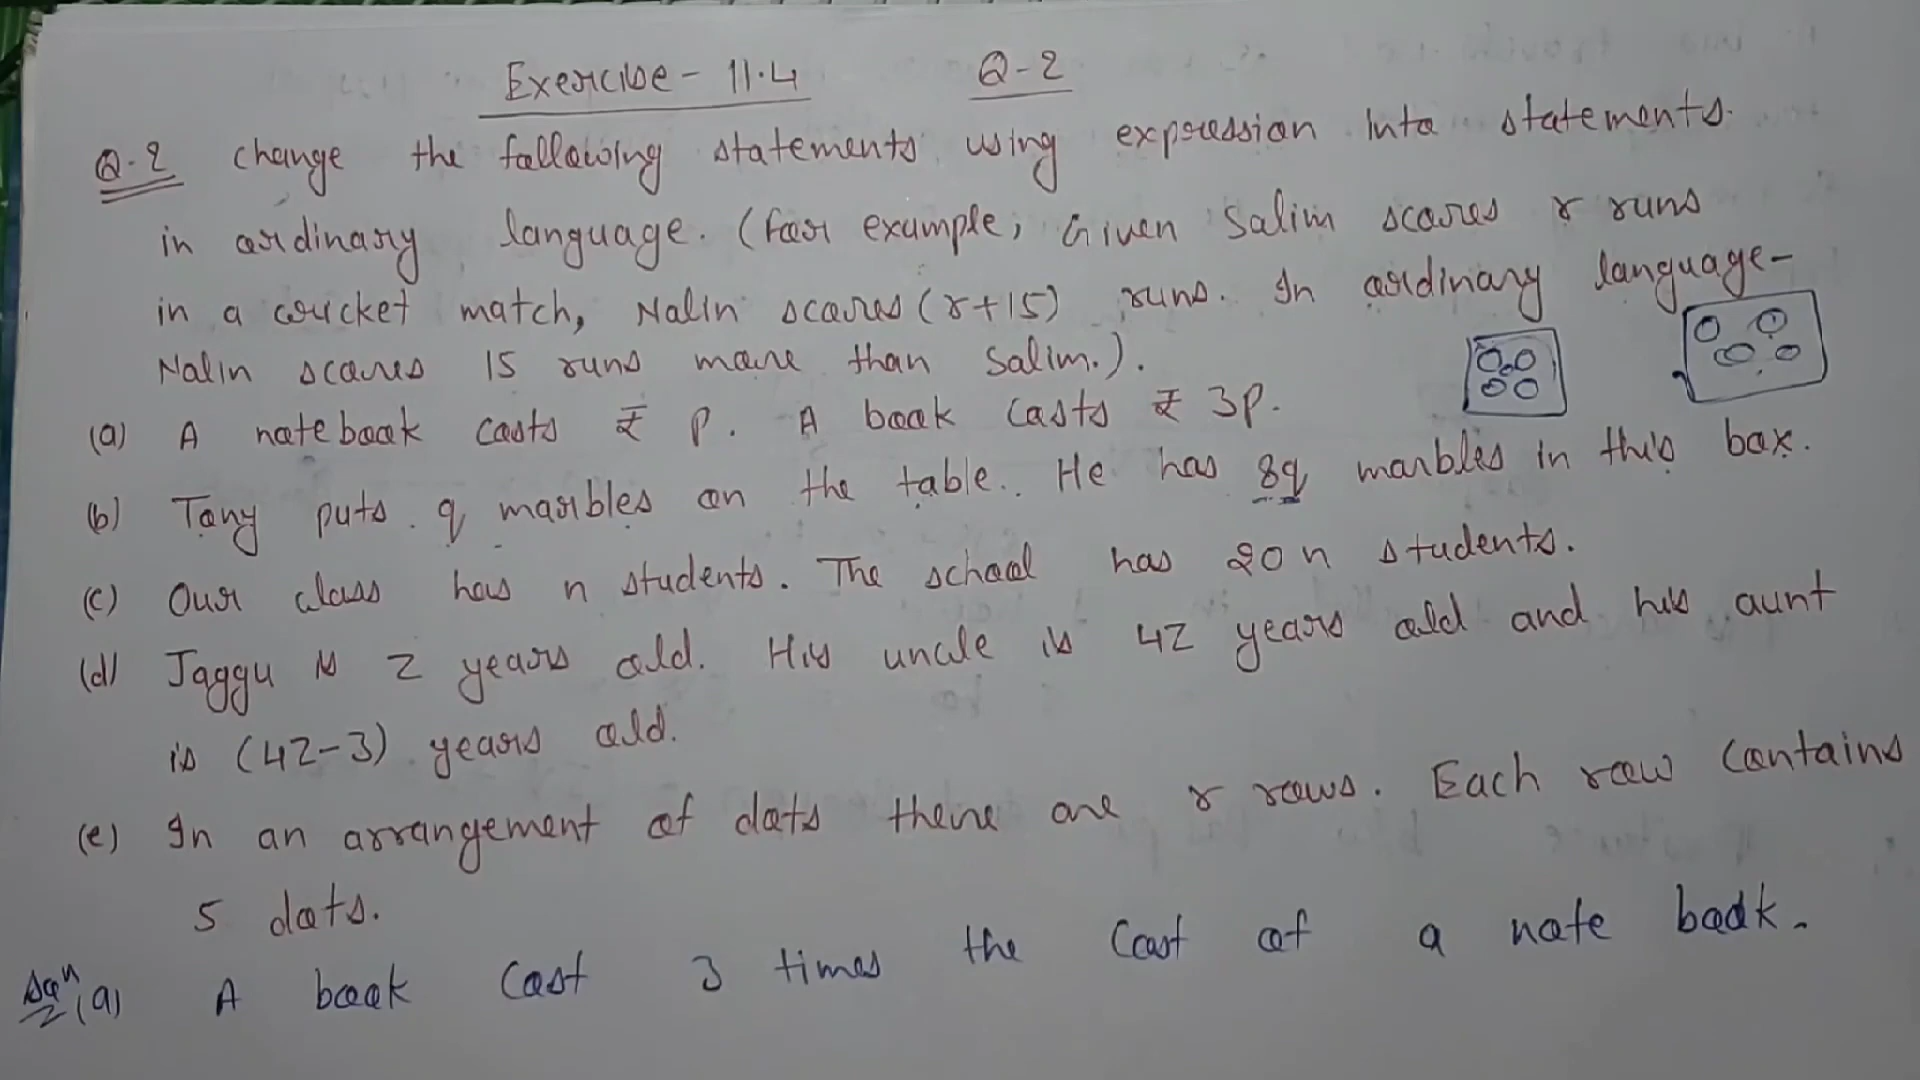 Exercise - 11.4 Q-2
Q.2 change the following statements using expression into statements.
in ordinary language. (For example, Given Salim scores r runs
in a cricket match, Nalin scores (r+15) runs. In ordinary language-
Nalin scores 15 runs more than Salim.).
(a) A note book costs ₹ p. A book costs ₹ 3p.
(b) Tony puts q marbles on the table. He has 8q marbles in this box.
(c) Our class has n students. The school has 20 n students.
(d) Jaggu is z years old. His uncle is 4z years old and his aunt
is (4z-3) years old.
(e) In an arrangement of dots there are r rows. Each row contains
5 dots.
Solⁿ (a) A book cost 3 times the cost of a note book.